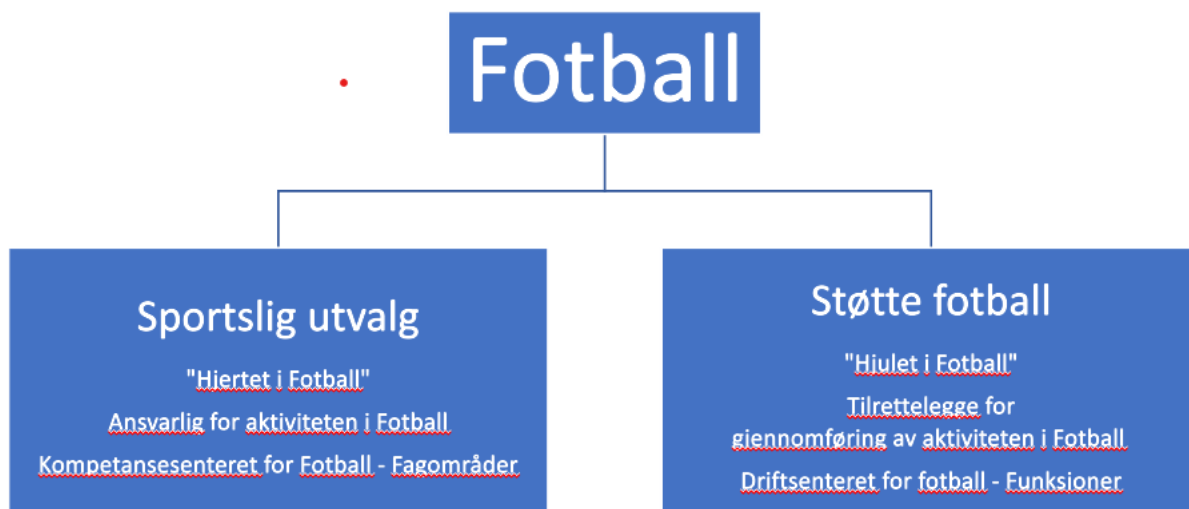 Fotball
Sportslig utvalg
"Hjertet i Fotball"
Ansvarlig for aktiviteten i Fotball
Kompetansesenteret for Fotball - Fagområder
Støtte fotball
"Hjulet i Fotball"
Tilrettelegge for
gjennomføring av aktiviteten i Fotball
Driftsenteret for fotball - Funksjoner